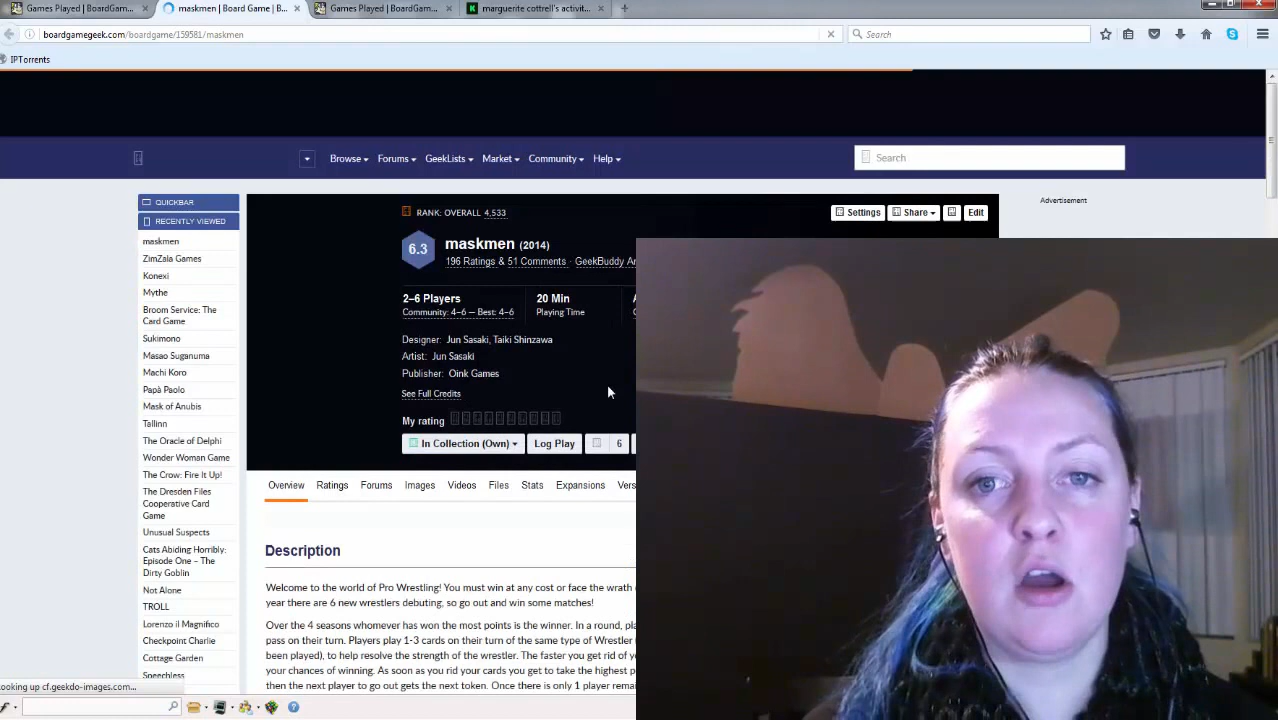 Games Played | BoardGam...
maskmen | Board Game | B...
Games Played | BoardGam...
marguerite cottrell's activit...
boardgamegeek.com/boardgame/159581/maskmen
Search
IPTorrents
Browse
Forums
GeekLists
Market
Community
Help
Search
QUICKBAR
RECENTLY VIEWED
maskmen
ZimZala Games
Konexi
Mythe
Broom Service: The
Card Game
Sukimono
Masao Suganuma
Machi Koro
Papà Paolo
Mask of Anubis
Tallinn
The Oracle of Delphi
Wonder Woman Game
The Crow: Fire It Up!
The Dresden Files
Cooperative Card
Game
Unusual Suspects
Cats Abiding Horribly:
Episode One – The
Dirty Goblin
Not Alone
TROLL
Lorenzo il Magnifico
Checkpoint Charlie
Cottage Garden
Speechless
RANK: OVERALL 4,533
Settings
Share
Edit
Advertisement
6.3
maskmen (2014)
196 Ratings & 51 Comments · GeekBuddy An
2–6 Players
Community: 4–6 — Best: 4–6
20 Min
Playing Time
Designer: Jun Sasaki, Taiki Shinzawa
Artist: Jun Sasaki
Publisher: Oink Games
See Full Credits
My rating
In Collection (Own)
Log Play
6
Overview
Ratings
Forums
Images
Videos
Files
Stats
Expansions
Vers
Description
Welcome to the world of Pro Wrestling! You must win at any cost or face the wrath
year there are 6 new wrestlers debuting, so go out and win some matches!
Over the 4 seasons whomever has won the most points is the winner. In a round, pla
pass on their turn. Players play 1-3 cards on their turn of the same type of Wrestler
been played), to help resolve the strength of the wrestler. The faster you get rid of y
your chances of winning. As soon as you rid your cards you get to take the highest p
then the next player to go out gets the next token. Once there is only 1 player remai
ooking up cf.geekdo-images.com...